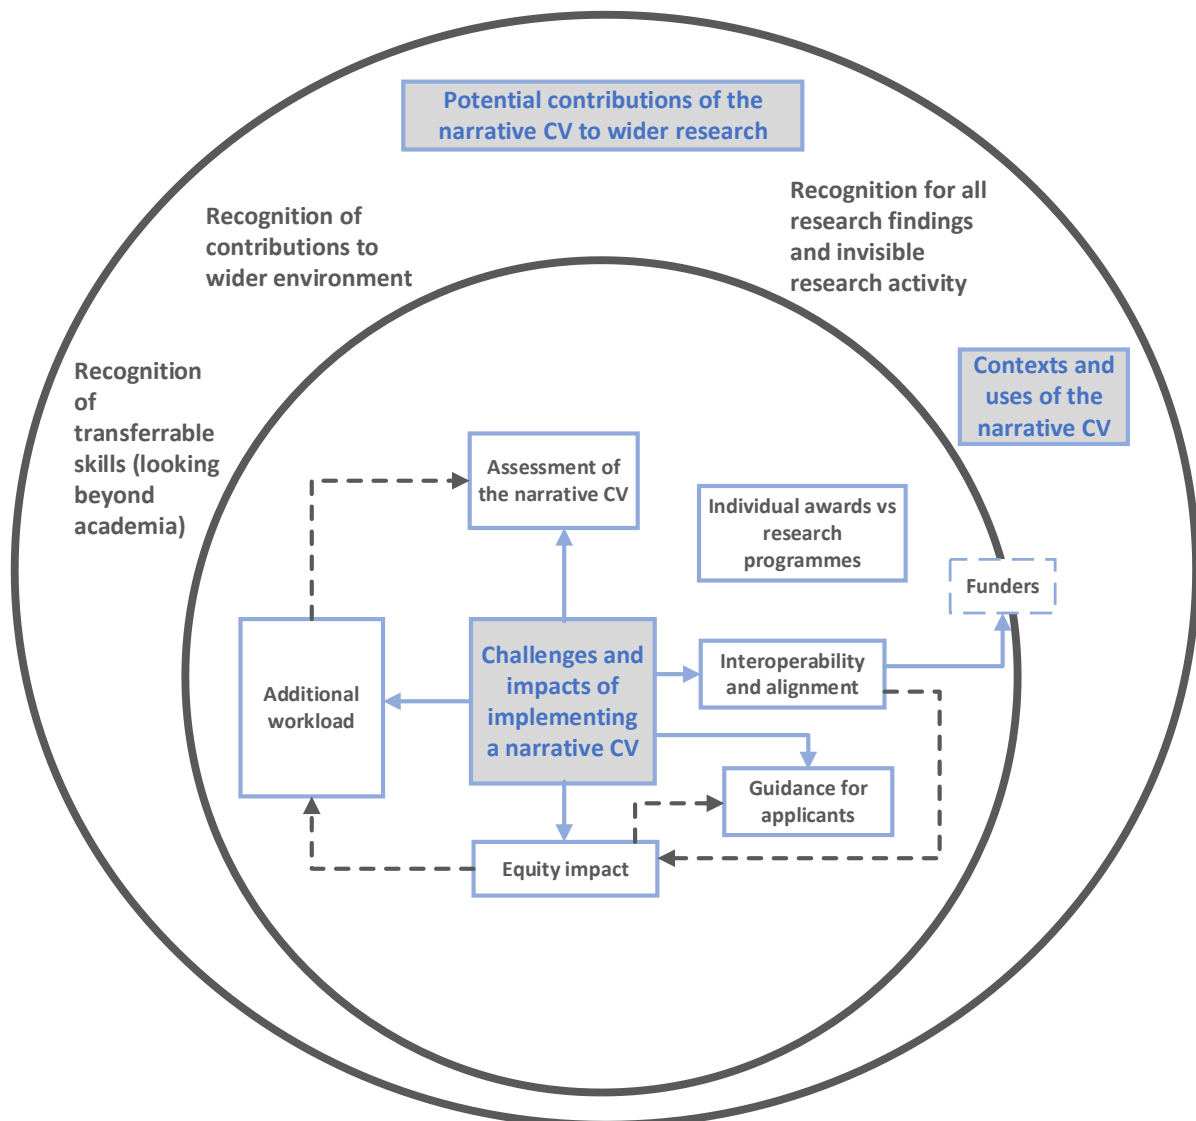 Potential contributions of the
narrative CV to wider research
Recognition for all
research findings
and invisible
research activity
Recognition of
contributions to
wider environment
Contexts and
uses of the
narrative CV
Recognition
of
transferrable
skills (looking
beyond
academia)
Assessment of
the narrative CV
Individual awards vs
research
programmes
Funders
Challenges and
impacts of
implementing
a narrative CV
Interoperability
and alignment
Additional
workload
Guidance for
applicants
Equity impact